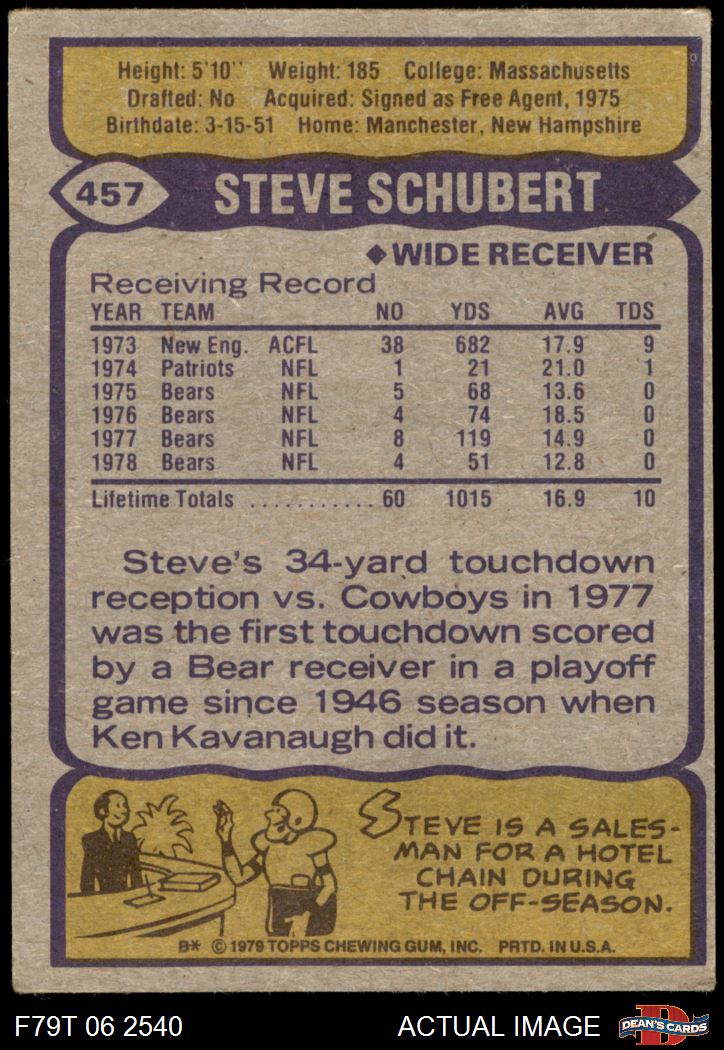 Height: 5'10" Weight: 185 College: Massachusetts
Drafted: No Acquired: Signed as Free Agent, 1975
Birthdate: 3-15-51 Home: Manchester, New Hampshire
457 STEVE SCHUBERT
◆WIDE RECEIVER
Receiving Record
YEAR TEAM NO YDS AVG TDS
1973 New Eng. ACFL 38 682 17.9 9
1974 Patriots NFL 1 21 21.0 1
1975 Bears NFL 5 68 13.6 0
1976 Bears NFL 4 74 18.5 0
1977 Bears NFL 8 119 14.9 0
1978 Bears NFL 4 51 12.8 0
Lifetime Totals ........... 60 1015 16.9 10
Steve's 34-yard touchdown
reception vs. Cowboys in 1977
was the first touchdown scored
by a Bear receiver in a playoff
game since 1946 season when
Ken Kavanaugh did it.
STEVE IS A SALES-
MAN FOR A HOTEL
CHAIN DURING
THE OFF-SEASON.
B* © 1979 TOPPS CHEWING GUM, INC. PRTD. IN U.S.A.
F79T 06 2540 ACTUAL IMAGE D DEAN'S CARDS